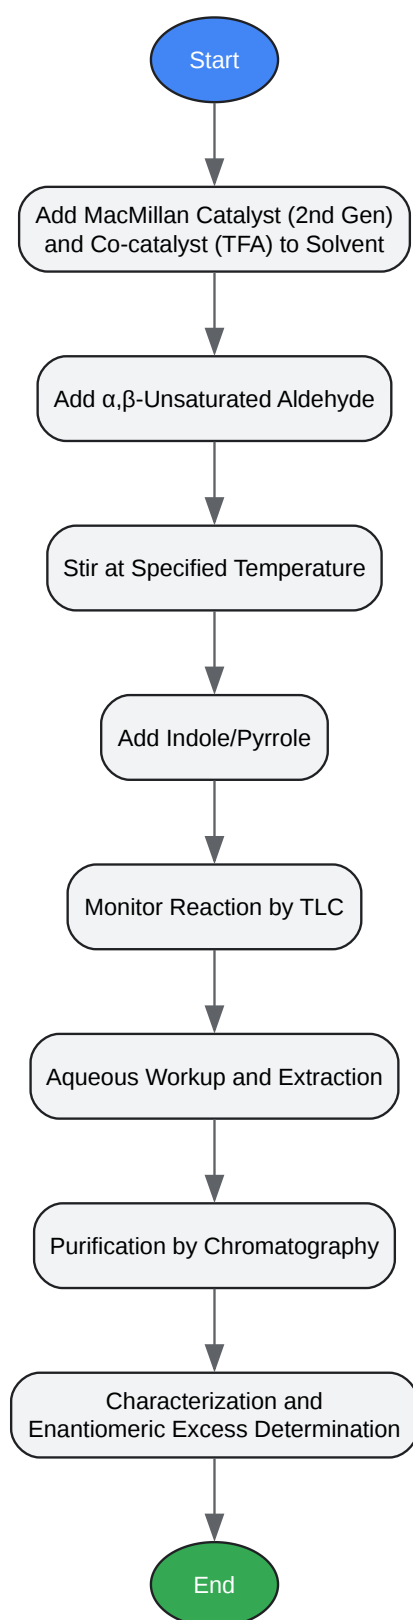 Start
Add MacMillan Catalyst (2nd Gen)
and Co-catalyst (TFA) to Solvent
Add α,β-Unsaturated Aldehyde
Stir at Specified Temperature
Add Indole/Pyrrole
Monitor Reaction by TLC
Aqueous Workup and Extraction
Purification by Chromatography
Characterization and
Enantiomeric Excess Determination
End